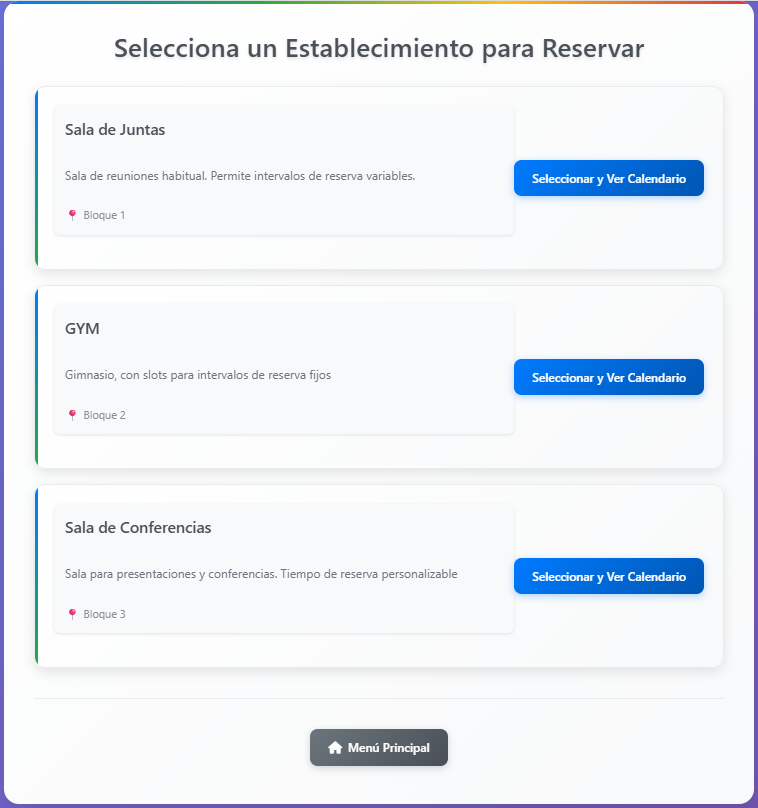 Selecciona un Establecimiento para Reservar
Sala de Juntas
Sala de reuniones habitual. Permite intervalos de reserva variables.
Seleccionar y Ver Calendario
Bloque 1
GYM
Gimnasio, con slots para intervalos de reserva fijos
Seleccionar y Ver Calendario
Bloque 2
Sala de Conferencias
Sala para presentaciones y conferencias. Tiempo de reserva personalizable
Seleccionar y Ver Calendario
Bloque 3
Menú Principal